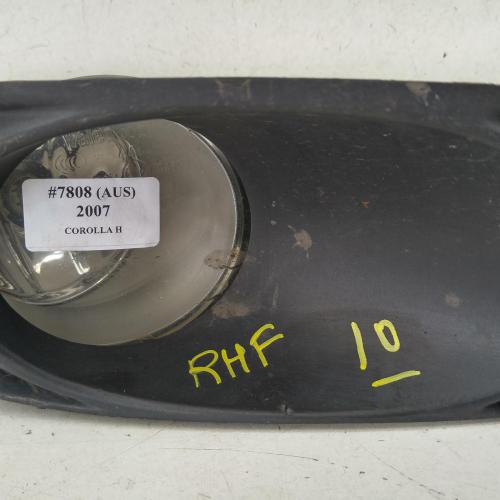 #7808 (AUS)
2007
COROLLA H
RHF 10